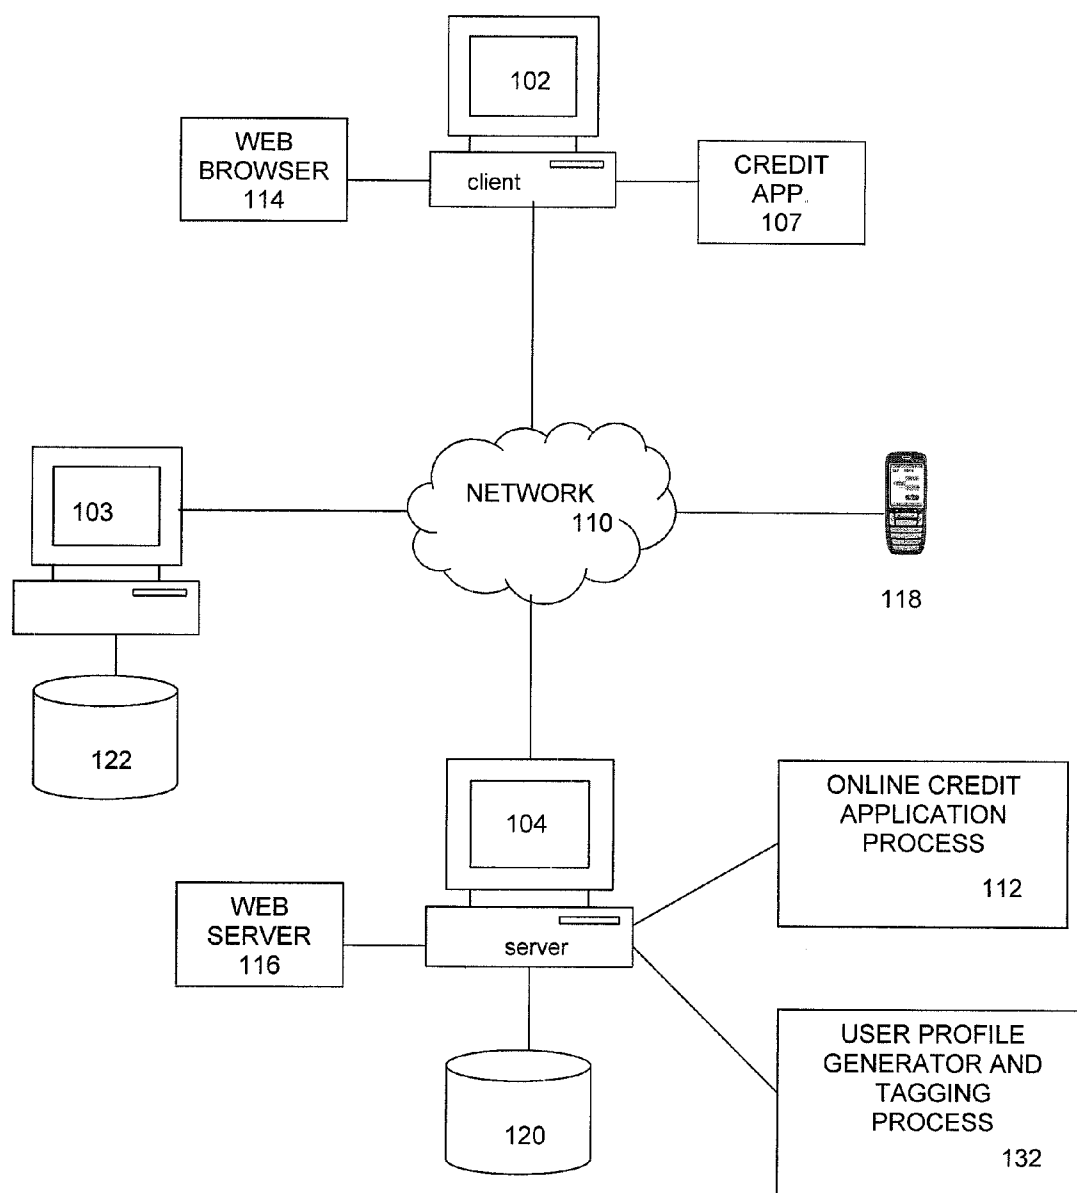 102
WEB
BROWSER
114
client
CREDIT
APP.
107
103
NETWORK
110
118
122
104
ONLINE CREDIT
APPLICATION
PROCESS
112
WEB
SERVER
116
server
USER PROFILE
GENERATOR AND
TAGGING
PROCESS
132
120